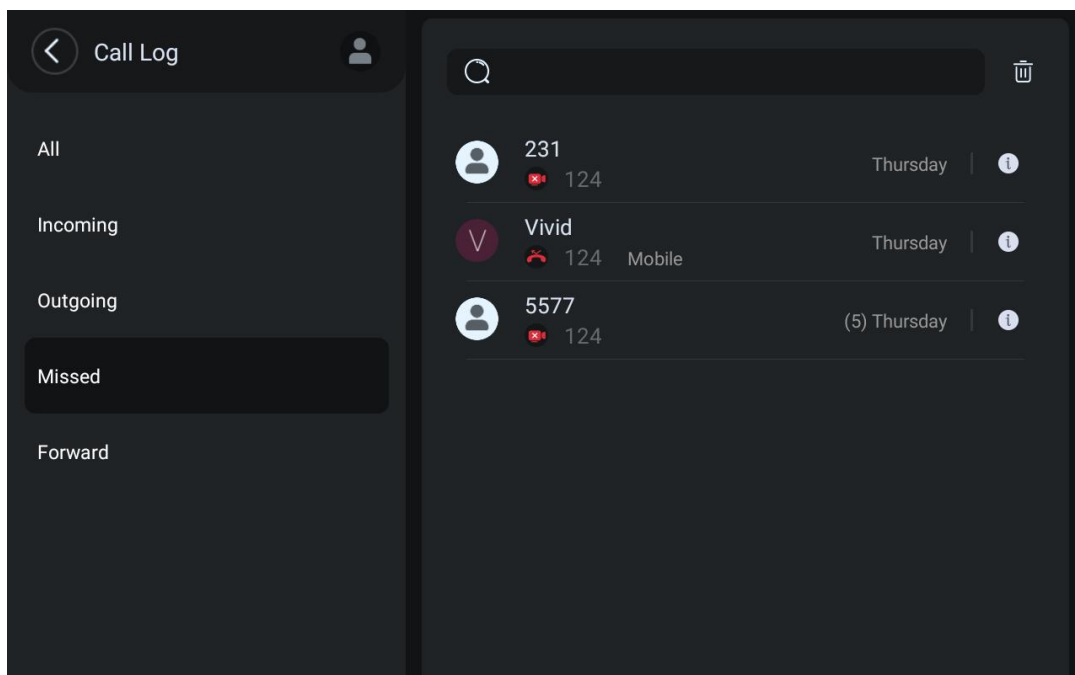 Call Log
All
Incoming
Outgoing
Missed
Forward
231
124
Thursday
Vivid
V
124 Mobile
Thursday
5577
124
(5) Thursday